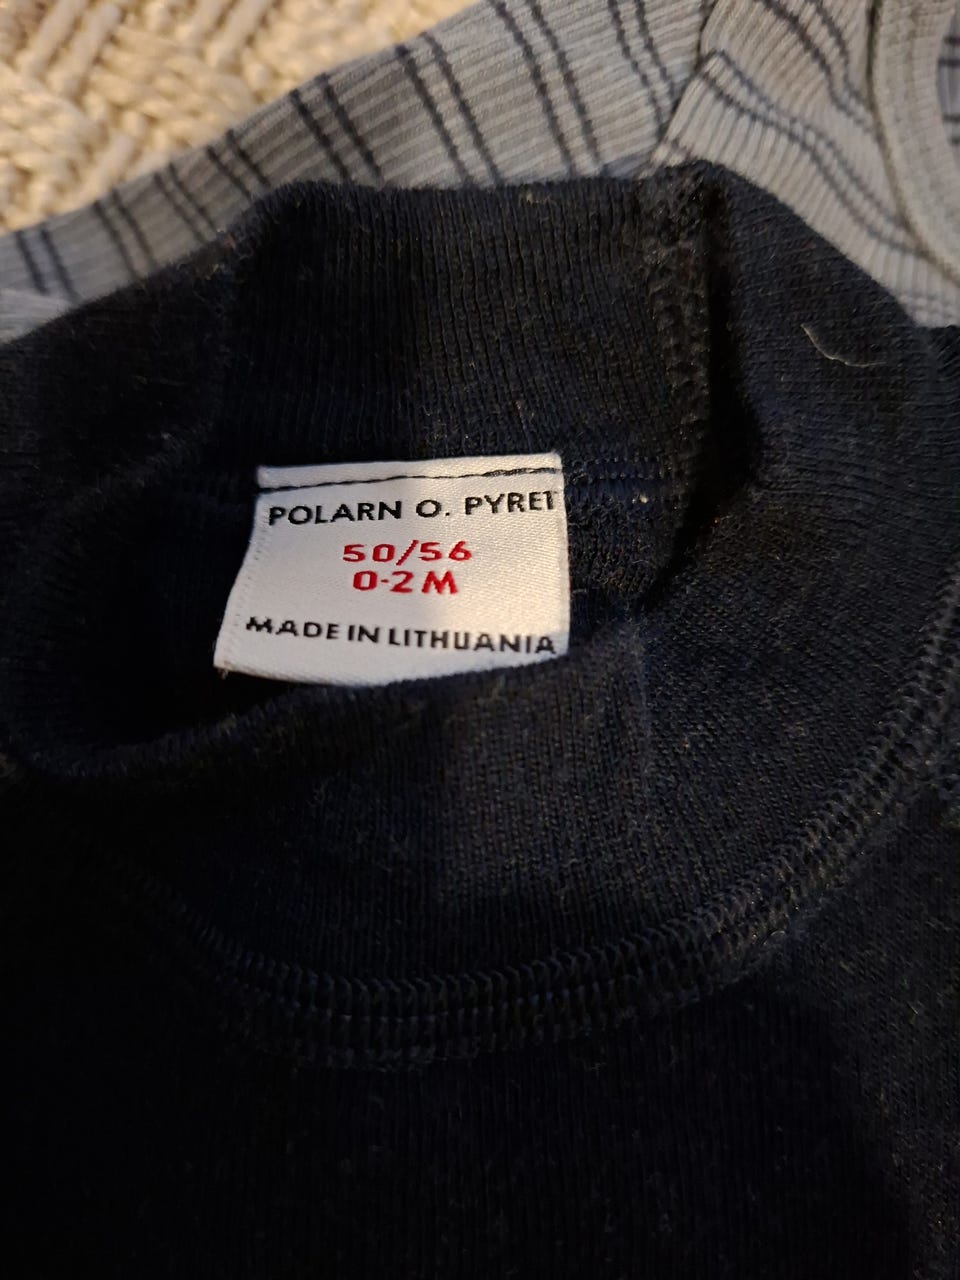 POLARN O. PYRET
50/56
0-2M
MADE IN LITHUANIA